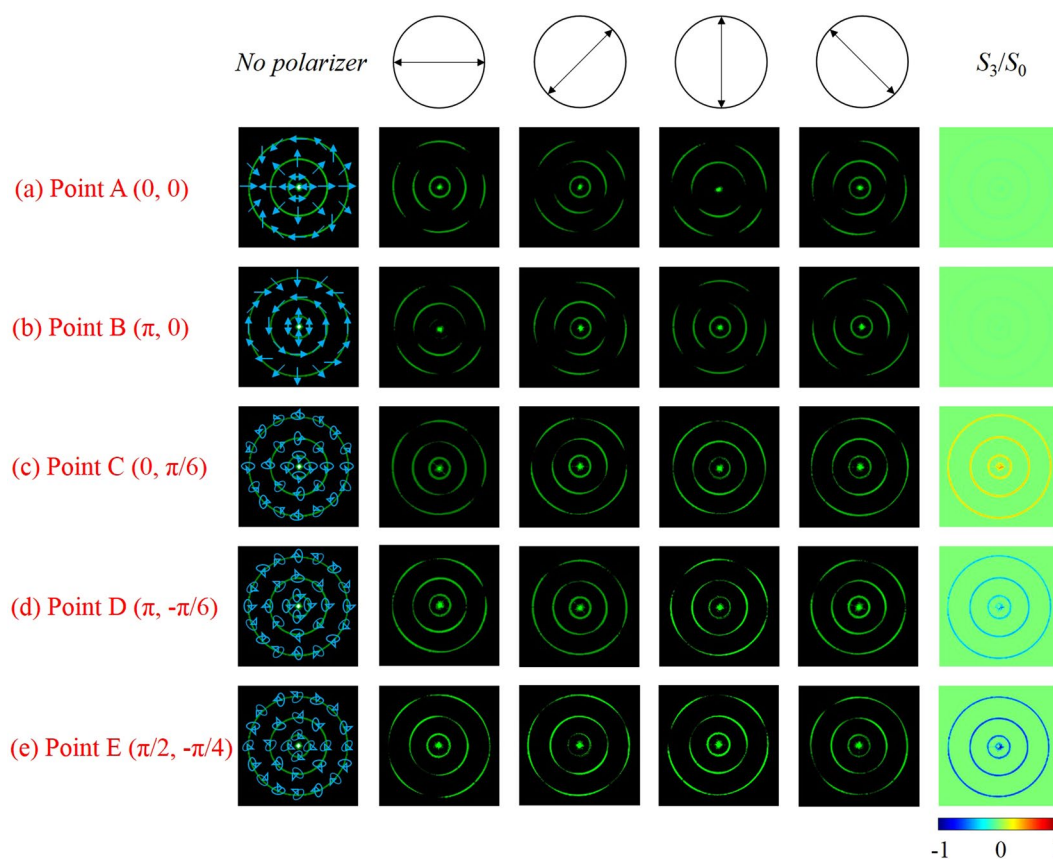 No polarizer S₃/S₀
(a) Point A (0, 0)
(b) Point B (π, 0)
(c) Point C (0, π/6)
(d) Point D (π, -π/6)
(e) Point E (π/2, -π/4)
-1 0